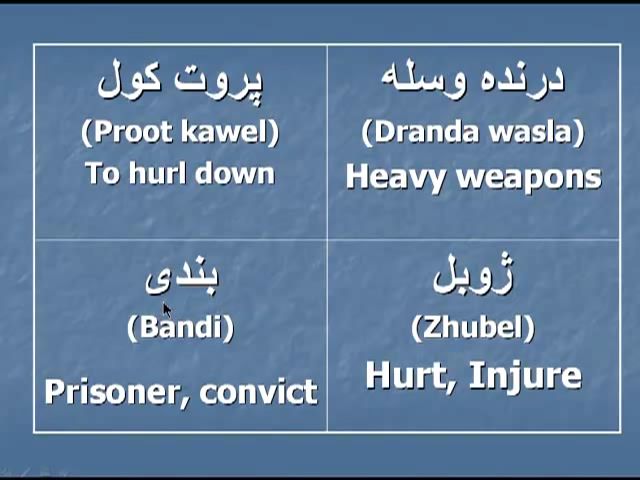 پروت کول
(Proot kawel)
To hurl down
درنده وسله
(Dranda wasla)
Heavy weapons
بندی
(Bandi)
Prisoner, convict
ژوبل
(Zhubel)
Hurt, Injure